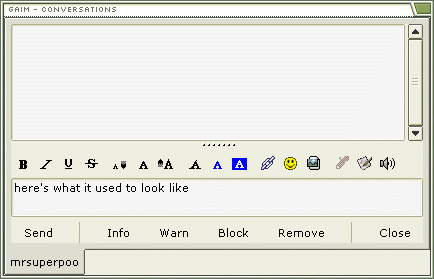 GAIM - CONVERSATIONS
B I U S A A A A A A
here's what it used to look like
Send Info Warn Block Remove Close
mrsuperpoo